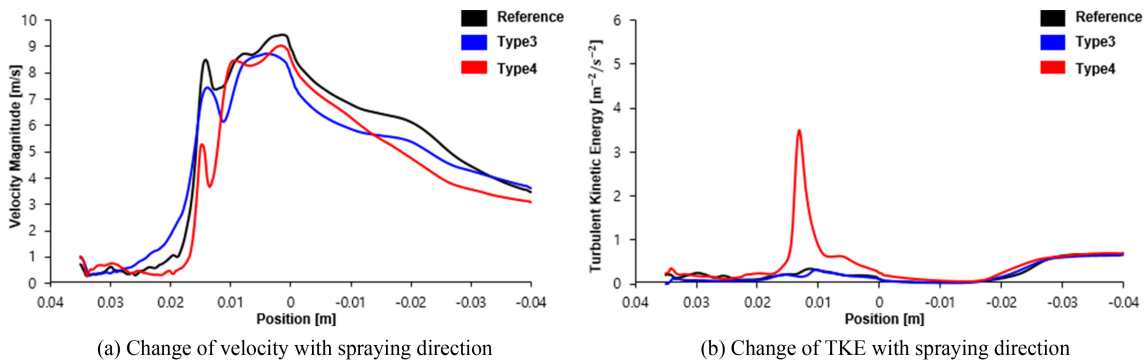 10
9
8
7
6
5
4
3
2
1
0
Velocity Magnitude [m/s]
0.04 0.03 0.02 0.01 0 -0.01 -0.02 -0.03 -0.04
Position [m]
Reference
Type3
Type4
(a) Change of velocity with spraying direction
6
5
4
3
2
1
0
Turbulent Kinetic Energy [m⁻²/s⁻²]
0.04 0.03 0.02 0.01 0 -0.01 -0.02 -0.03 -0.04
Position [m]
Reference
Type3
Type4
(b) Change of TKE with spraying direction